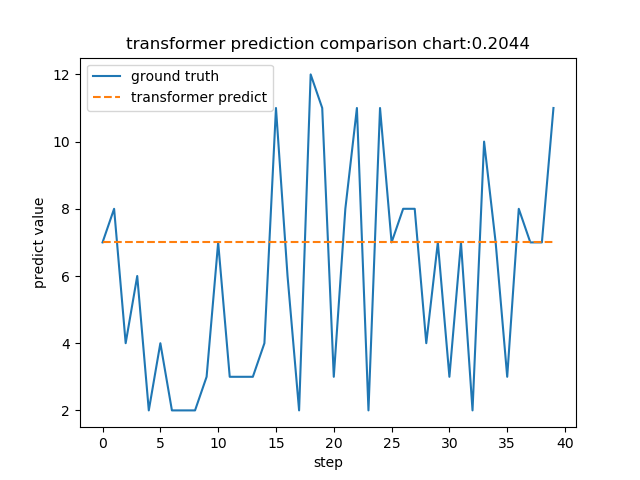 transformer prediction comparison chart:0.2044
ground truth
transformer predict
predict value
12
10
8
6
4
2
0 5 10 15 20 25 30 35 40
step